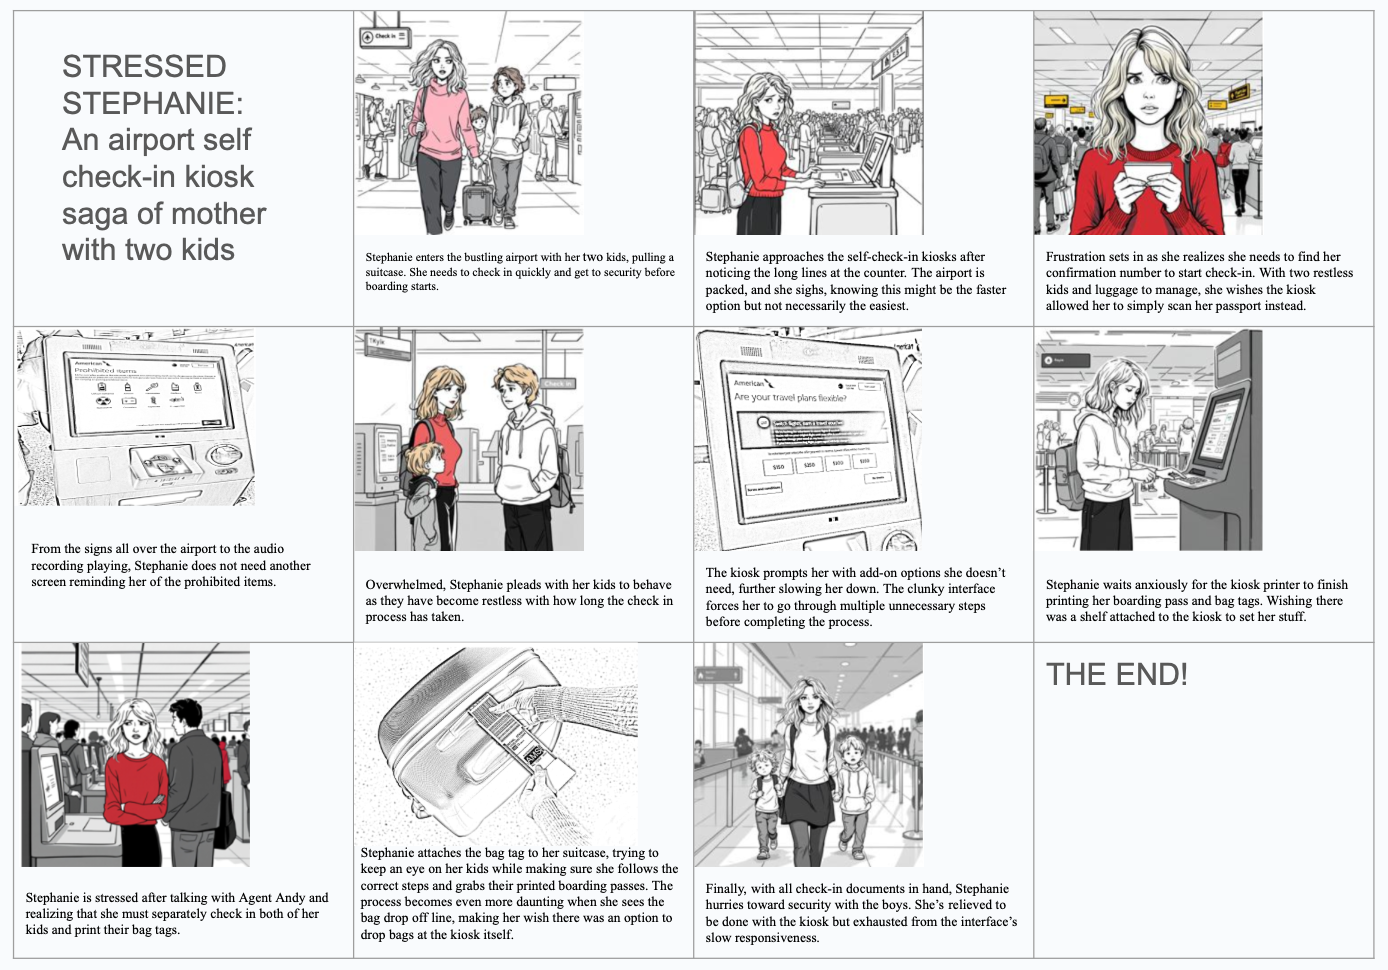 STRESSED
STEPHANIE:
An airport self
check-in kiosk
saga of mother
with two kids
Check in
Stephanie enters the bustling airport with her two kids, pulling a
suitcase. She needs to check in quickly and get to security before
boarding starts.
Stephanie approaches the self-check-in kiosks after
noticing the long lines at the counter. The airport is
packed, and she sighs, knowing this might be the faster
option but not necessarily the easiest.
Frustration sets in as she realizes she needs to find her
confirmation number to start check-in. With two restless
kids and luggage to manage, she wishes the kiosk
allowed her to simply scan her passport instead.
American
Prohibited items
From the signs all over the airport to the audio
recording playing, Stephanie does not need another
screen reminding her of the prohibited items.
Check in
Overwhelmed, Stephanie pleads with her kids to behave
as they have become restless with how long the check in
process has taken.
American
Are your travel plans flexible?
$150
$250
The kiosk prompts her with add-on options she doesn't
need, further slowing her down. The clunky interface
forces her to go through multiple unnecessary steps
before completing the process.
Stephanie waits anxiously for the kiosk printer to finish
printing her boarding pass and bag tags. Wishing there
was a shelf attached to the kiosk to set her stuff.
Stephanie is stressed after talking with Agent Andy and
realizing that she must separately check in both of her
kids and print their bag tags.
AMS
Stephanie attaches the bag tag to her suitcase, trying to
keep an eye on her kids while making sure she follows the
correct steps and grabs their printed boarding passes. The
process becomes even more daunting when she sees the
bag drop off line, making her wish there was an option to
drop bags at the kiosk itself.
Finally, with all check-in documents in hand, Stephanie
hurries toward security with the boys. She's relieved to
be done with the kiosk but exhausted from the interface's
slow responsiveness.
THE END!